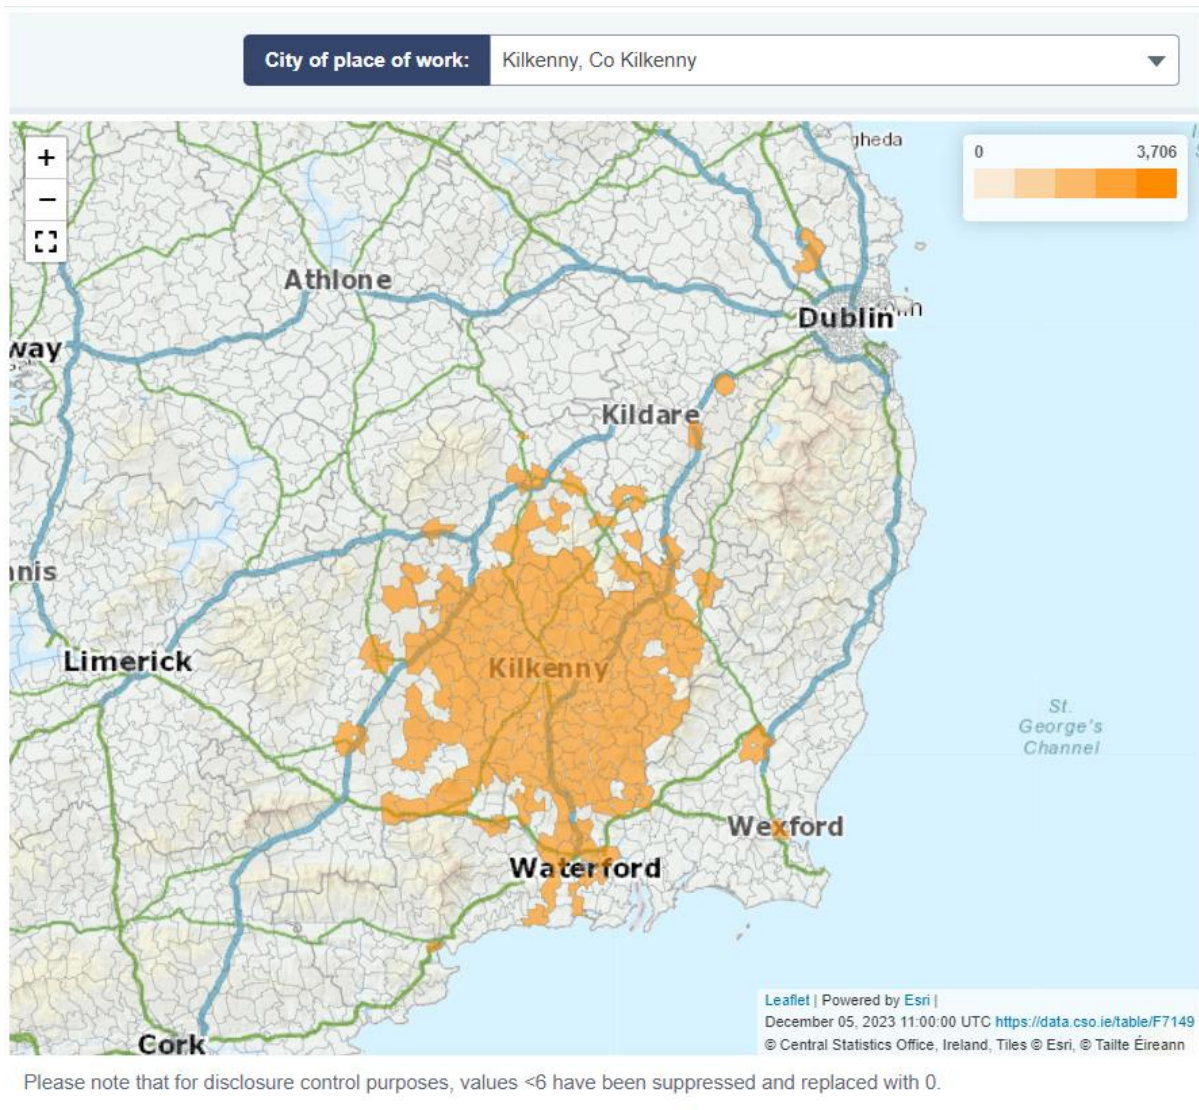 City of place of work:
Kilkenny, Co Kilkenny
+
−
gheda
0 3,706
Athlone
Dublin
way
Kildare
nnis
Limerick
Kilkenny
St.
George's
Channel
Wexford
Waterford
Cork
Leaflet | Powered by Esri |
December 05, 2023 11:00:00 UTC https://data.cso.ie/table/F7149
© Central Statistics Office, Ireland, Tiles © Esri, © Tailte Éireann
Please note that for disclosure control purposes, values <6 have been suppressed and replaced with 0.